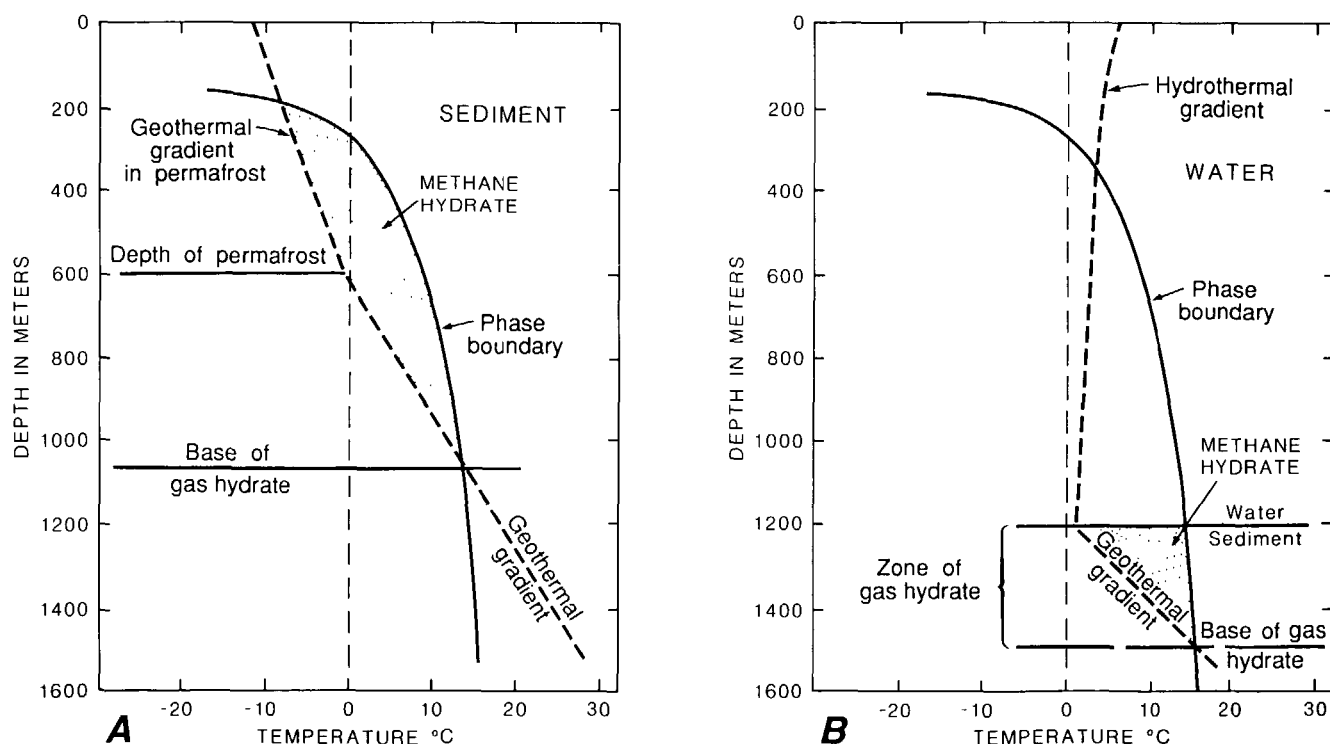 0
200
400
600
800
1000
1200
1400
1600
DEPTH IN METERS
-20
-10
0
10
20
30
TEMPERATURE °C
A
SEDIMENT
Geothermal
gradient
in permafrost
METHANE
HYDRATE
Depth of permafrost
Phase
boundary
Base of
gas hydrate
Geothermal
gradient
0
200
400
600
800
1000
1200
1400
1600
DEPTH IN METERS
-20
-10
0
10
20
30
TEMPERATURE °C
B
Hydrothermal
gradient
WATER
Phase
boundary
METHANE
HYDRATE
Water
Sediment
Zone of
gas hydrate
Geothermal
gradient
Base of gas
hydrate